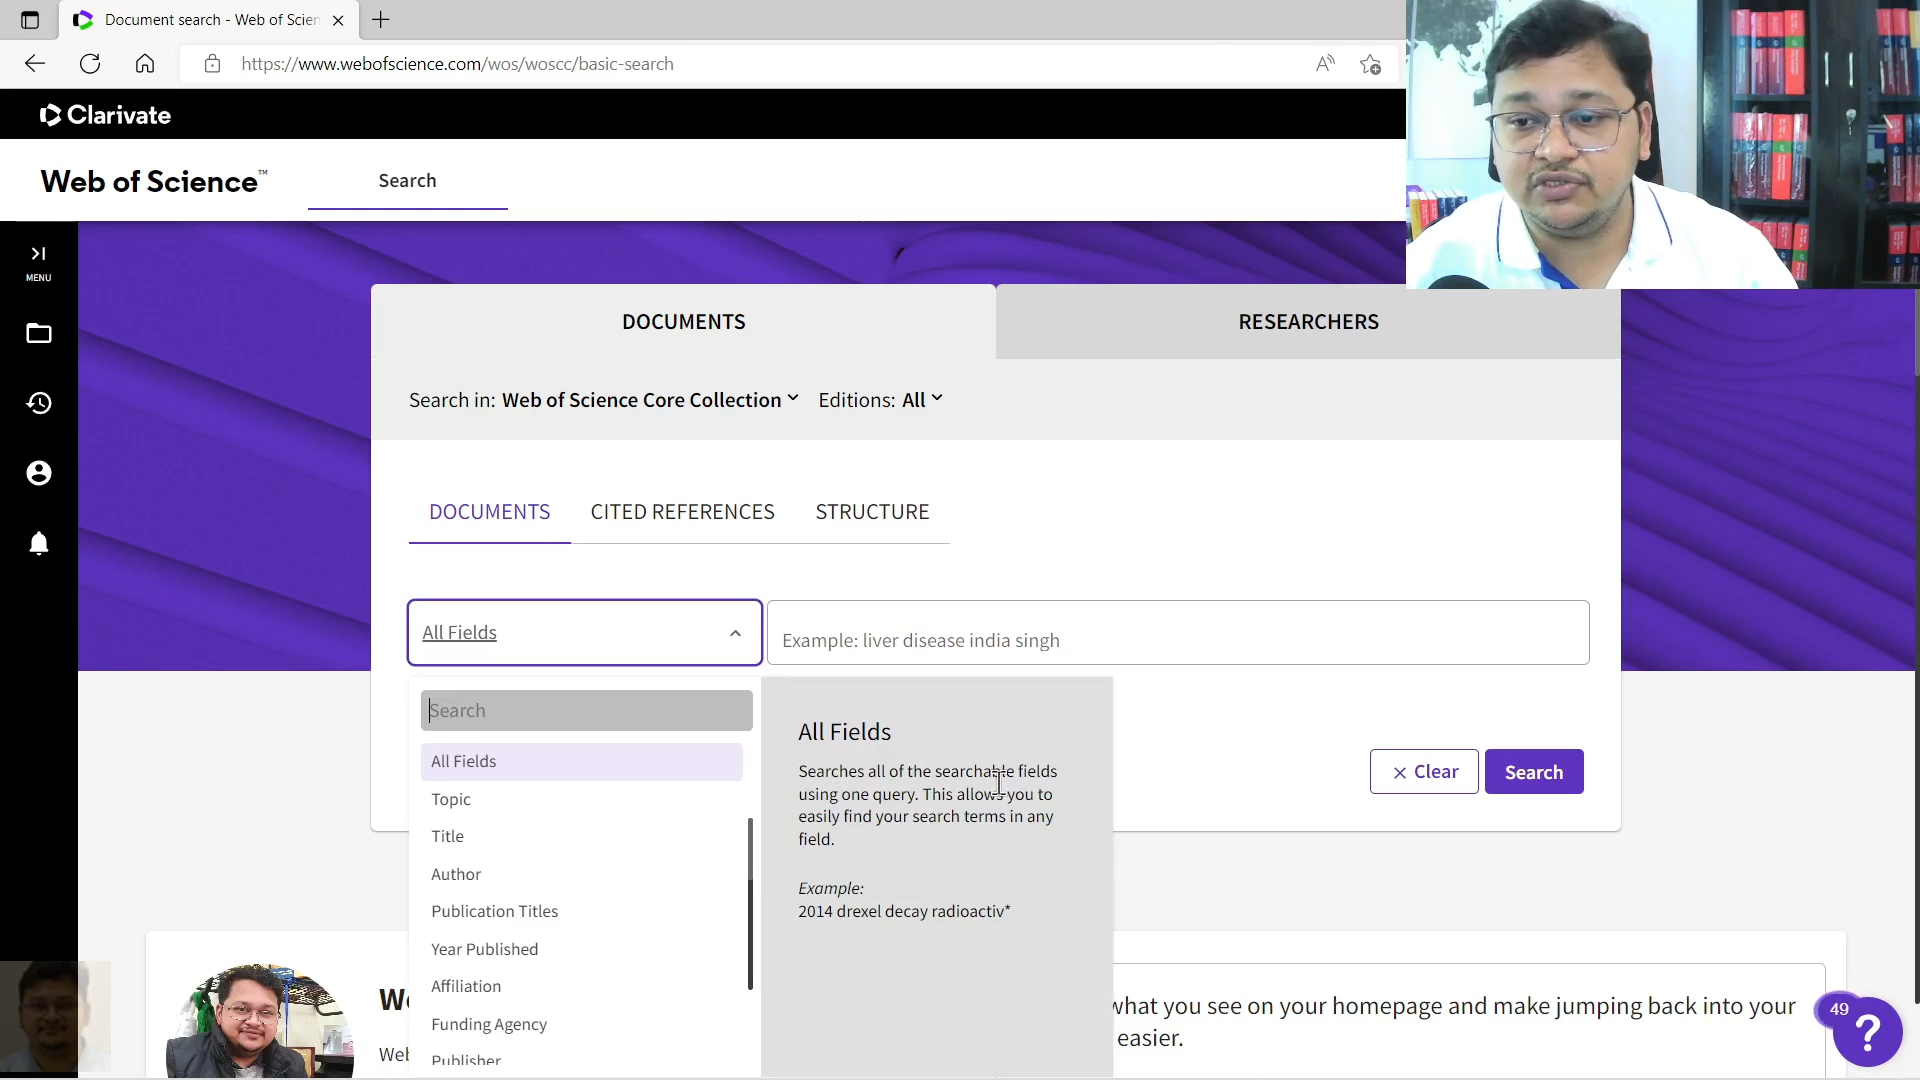 Document search - Web of Scien
https://www.webofscience.com/wos/woscc/basic-search
Clarivate
Web of Science™
Search
MENU
DOCUMENTS
RESEARCHERS
Search in: Web of Science Core Collection
Editions: All
DOCUMENTS
CITED REFERENCES
STRUCTURE
All Fields
Example: liver disease india singh
Search
All Fields
Topic
Title
Author
Publication Titles
Year Published
Affiliation
Funding Agency
Publisher
All Fields
Searches all of the searchable fields
using one query. This allows you to
easily find your search terms in any
field.
Example:
2014 drexel decay radioactiv*
Clear
Search
what you see on your homepage and make jumping back into your
easier.
49
?